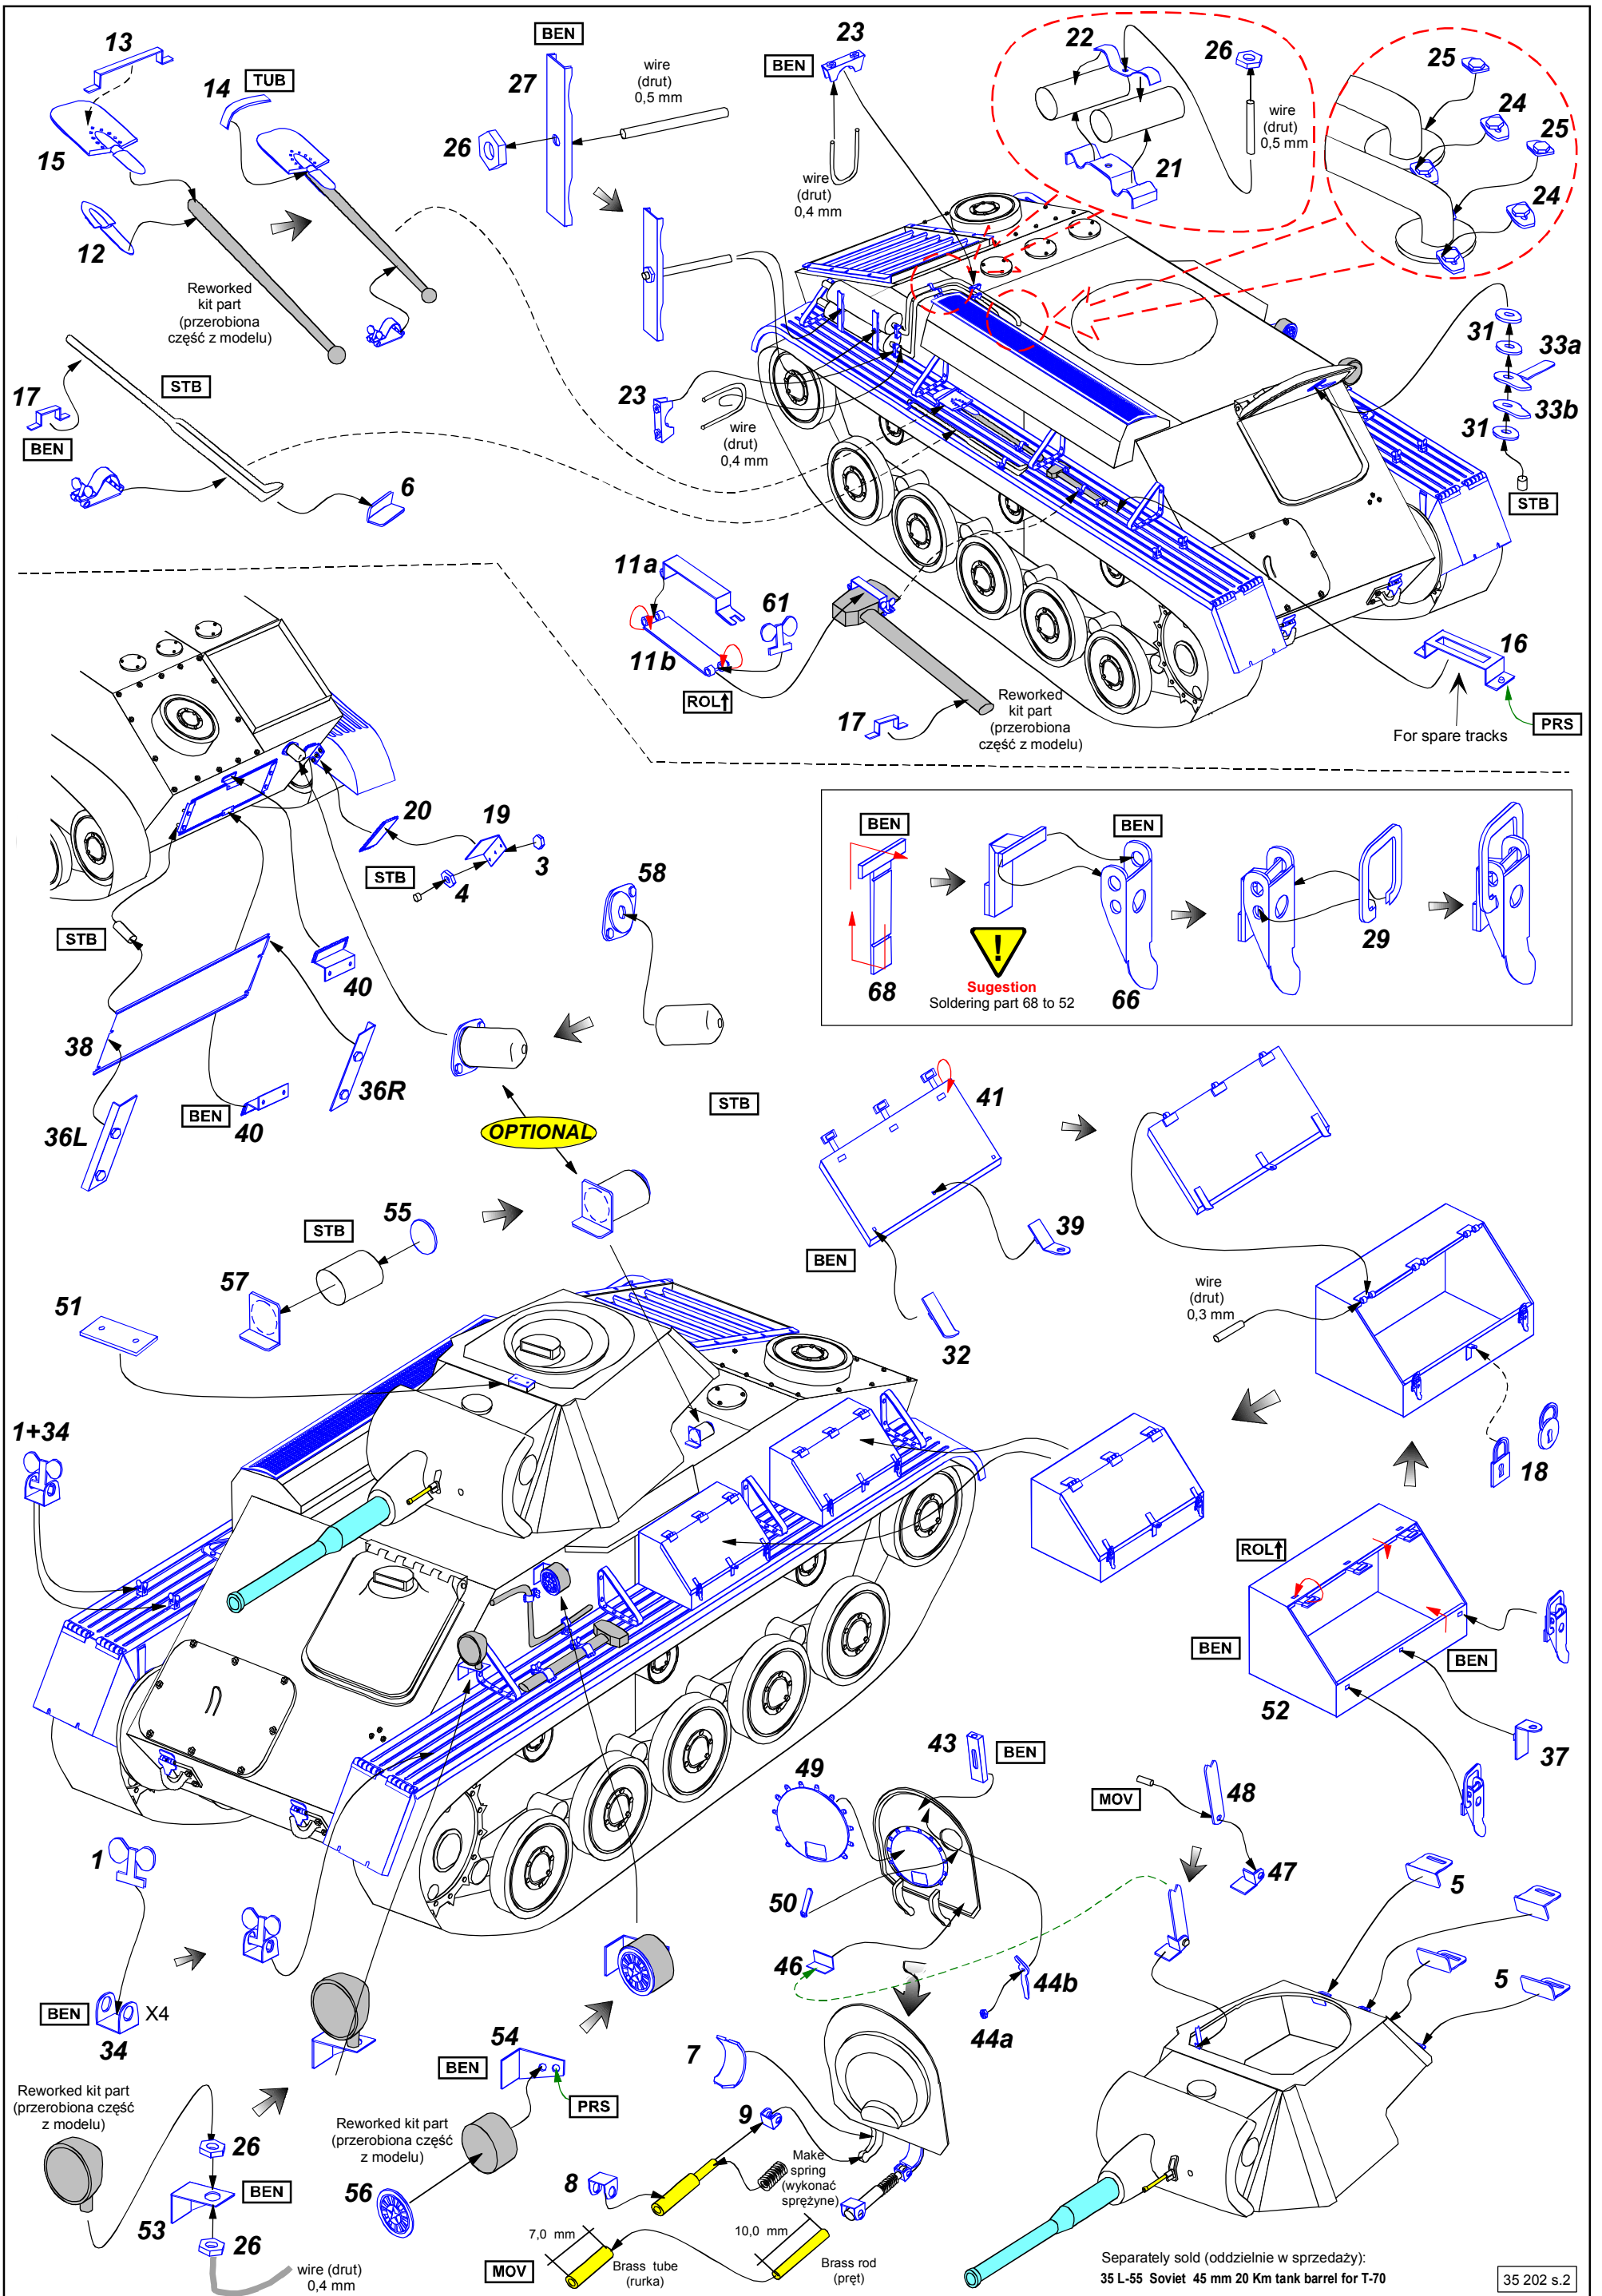 13
15
12
14
TUB
Reworked
kit part
(przerobiona
część z modelu)
BEN
27
26
wire
(drut)
0,5 mm
23
BEN
wire
(drut)
0,4 mm
22
21
26
wire
(drut)
0,5 mm
25
24
25
24
17
BEN
STB
6
23
wire
(drut)
0,4 mm
31
33a
33b
31
STB
11a
11b
61
ROL↑
17
Reworked
kit part
(przerobiona
część z modelu)
16
For spare tracks
PRS
20
19
3
STB
4
58
STB
40
38
36R
36L
BEN
40
BEN
68
!
Sugestion
Soldering part 68 to 52
BEN
66
29
OPTIONAL
STB
41
39
BEN
32
STB
55
57
51
wire
(drut)
0,3 mm
18
1+34
ROL↑
BEN
BEN
52
37
43
BEN
49
50
46
44b
44a
MOV
48
47
5
5
1
BEN
X4
34
Reworked kit part
(przerobiona część
z modelu)
26
BEN
53
26
wire (drut)
0,4 mm
54
BEN
PRS
Reworked kit part
(przerobiona część
z modelu)
56
7
9
8
Make
spring
(wykonać
sprężyne)
7,0 mm
10,0 mm
MOV
Brass tube
(rurka)
Brass rod
(pręt)
Separately sold (oddzielnie w sprzedaży):
35 L-55 Soviet 45 mm 20 Km tank barrel for T-70
35 202 s.2